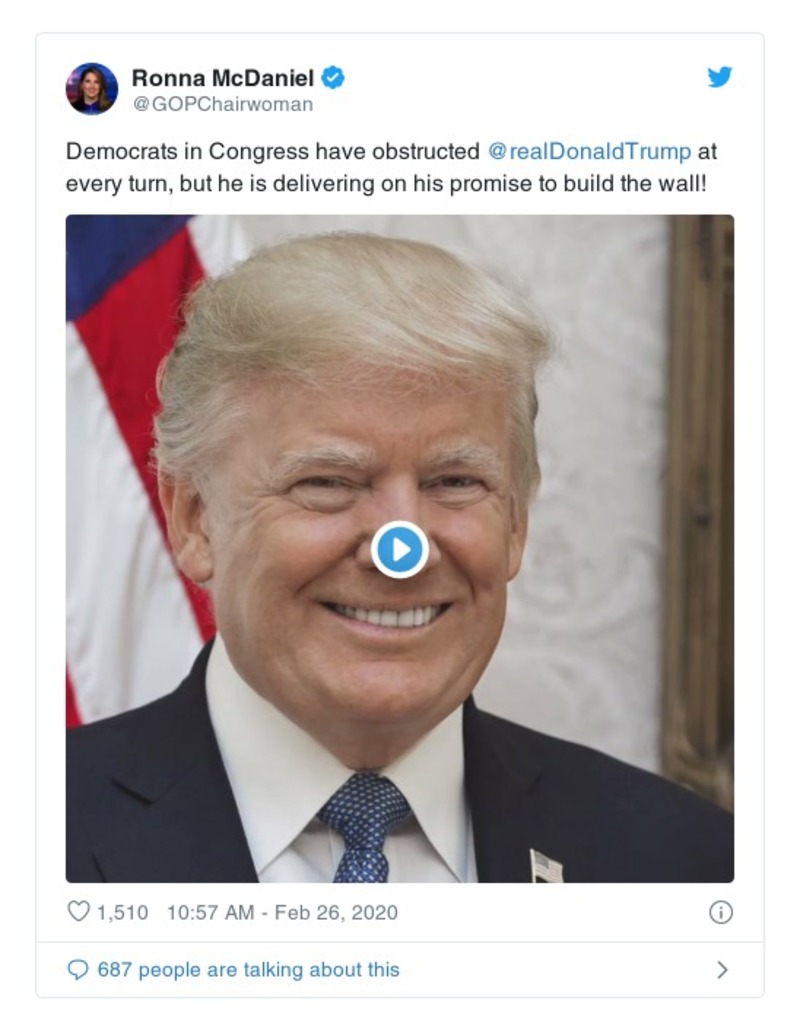 Ronna McDaniel
@GOPChairwoman
Democrats in Congress have obstructed @realDonaldTrump at
every turn, but he is delivering on his promise to build the wall!
1,510 10:57 AM - Feb 26, 2020
687 people are talking about this